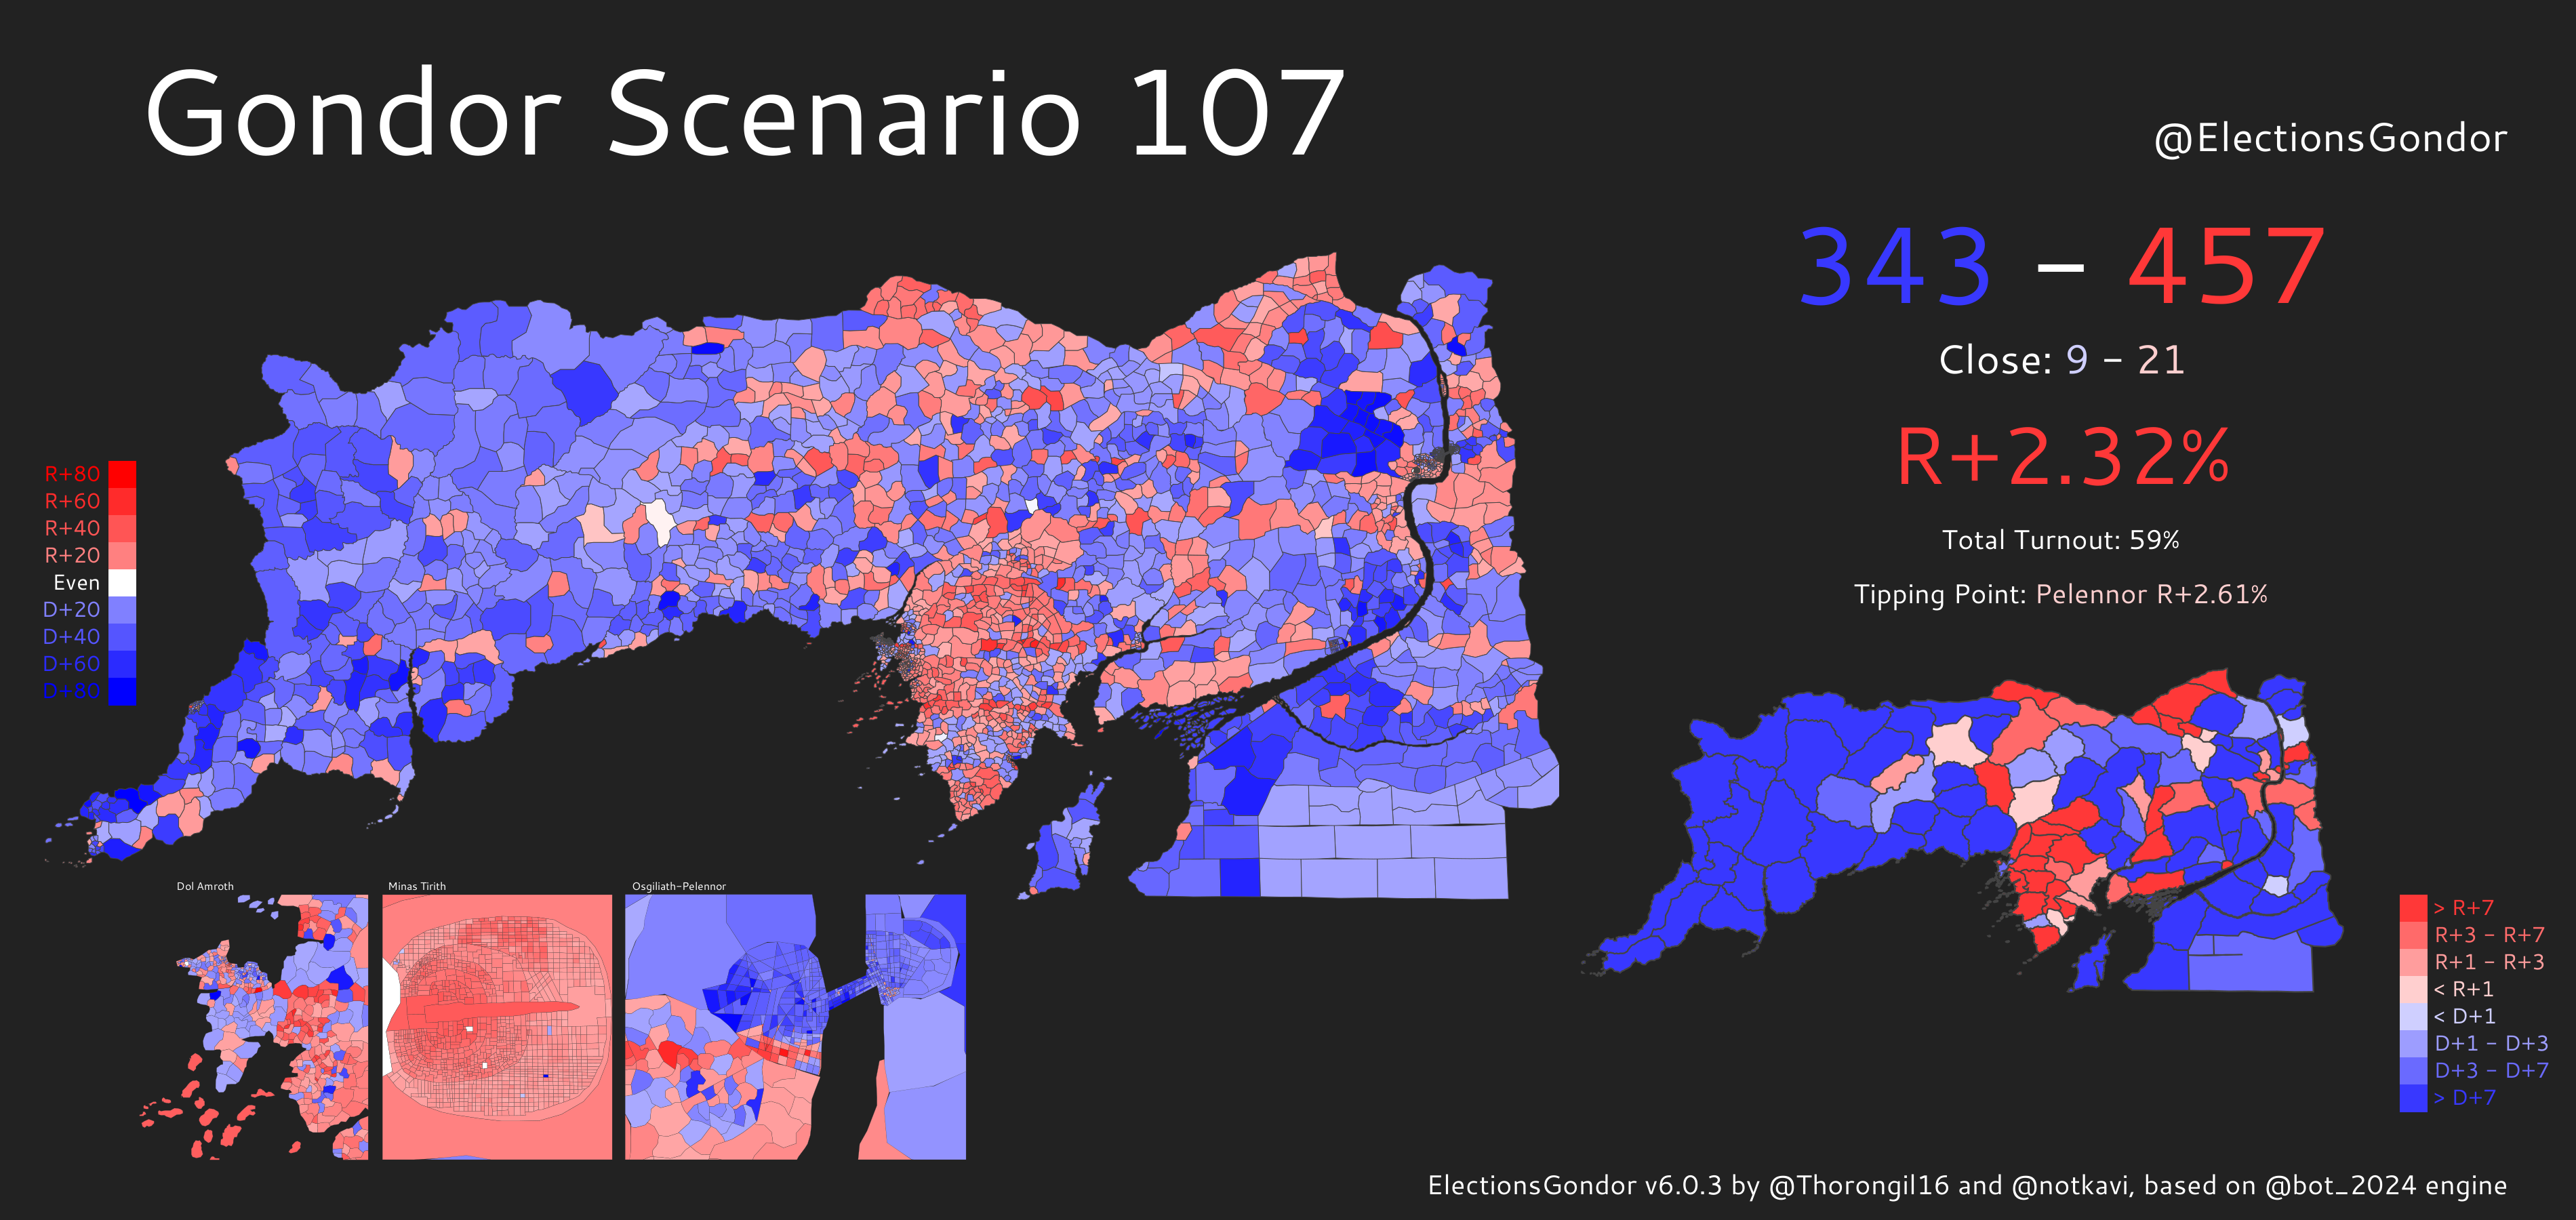 Gondor Scenario 107
@ElectionsGondor
343 – 457
Close: 9 – 21
R+2.32%
Total Turnout: 59%
Tipping Point: Pelennor R+2.61%
R+80
R+60
R+40
R+20
Even
D+20
D+40
D+60
D+80
Dol Amroth
Minas Tirith
Osgiliath-Pelennor
> R+7
R+3 - R+7
R+1 - R+3
< R+1
< D+1
D+1 - D+3
D+3 - D+7
> D+7
ElectionsGondor v6.0.3 by @Thorongil16 and @notkavi, based on @bot_2024 engine